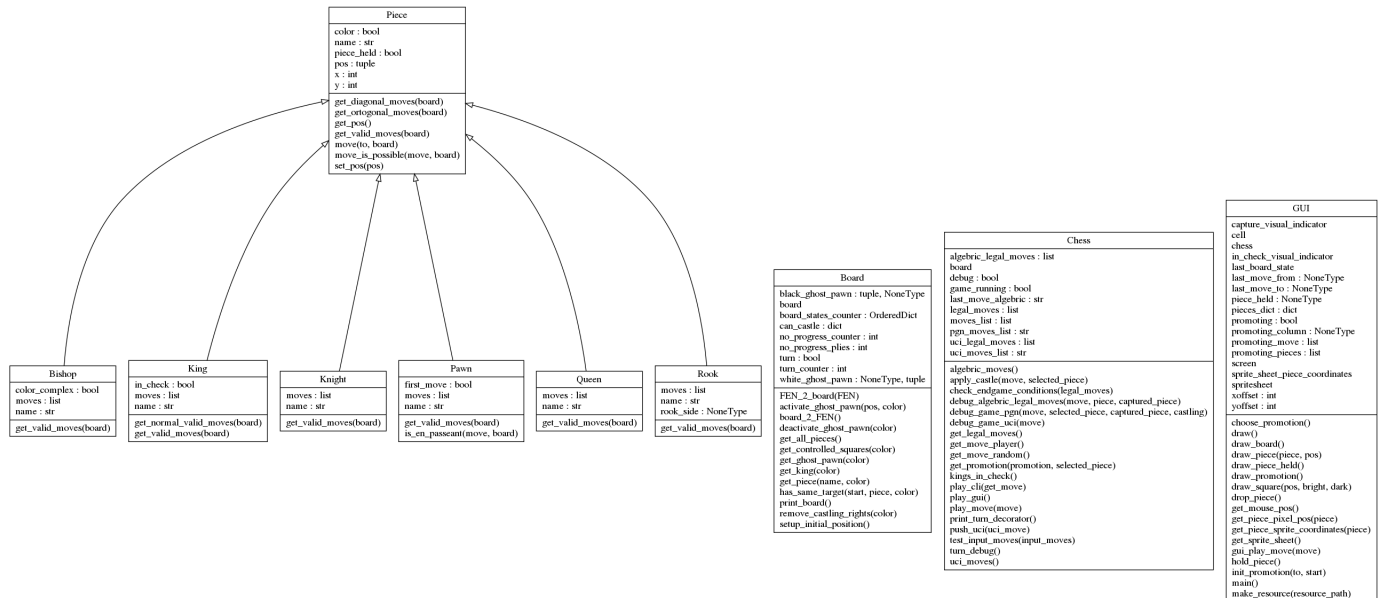 Piece
color : bool
name : str
piece_held : bool
pos : tuple
x : int
y : int
get_diagonal_moves(board)
get_ortogonal_moves(board)
get_pos()
get_valid_moves(board)
move(to, board)
move_is_possible(move, board)
set_pos(pos)
Bishop
color_complex : bool
moves : list
name : str
get_valid_moves(board)
King
in_check : bool
moves : list
name : str
get_normal_valid_moves(board)
get_valid_moves(board)
Knight
moves : list
name : str
get_valid_moves(board)
Pawn
first_move : bool
moves : list
name : str
get_valid_moves(board)
is_en_passeant(move, board)
Queen
moves : list
name : str
get_valid_moves(board)
Rook
moves : list
name : str
rook_side : NoneType
get_valid_moves(board)
Board
black_ghost_pawn : tuple, NoneType
board
board_states_counter : OrderedDict
can_castle : dict
no_progress_counter : int
no_progress_plies : int
turn : bool
turn_counter : int
white_ghost_pawn : NoneType, tuple
FEN_2_board(FEN)
activate_ghost_pawn(pos, color)
board_2_FEN()
deactivate_ghost_pawn(color)
get_all_pieces()
get_controlled_squares(color)
get_ghost_pawn(color)
get_king(color)
get_piece(name, color)
has_same_target(start, piece, color)
print_board()
remove_castling_rights(color)
setup_initial_position()
Chess
algebric_legal_moves : list
board
debug : bool
game_running : bool
last_move_algebric : str
legal_moves : list
moves_list : list
pgn_moves_list : str
uci_legal_moves : list
uci_moves_list : str
algebric_moves()
apply_castle(move, selected_piece)
check_endgame_conditions(legal_moves)
debug_algebric_legal_moves(move, piece, captured_piece)
debug_game_pgn(move, selected_piece, captured_piece, castling)
debug_game_uci(move)
get_legal_moves()
get_move_player()
get_move_random()
get_promotion(promotion, selected_piece)
kings_in_check()
play_cli(get_move)
play_gui()
play_move(move)
print_turn_decorator()
push_uci(uci_move)
test_input_moves(input_moves)
turn_debug()
uci_moves()
GUI
capture_visual_indicator
cell
chess
in_check_visual_indicator
last_board_state
last_move_from : NoneType
last_move_to : NoneType
piece_held : NoneType
pieces_dict : dict
promoting : bool
promoting_column : NoneType
promoting_move : list
promoting_pieces : list
screen
sprite_sheet_piece_coordinates
spritesheet
xoffset : int
yoffset : int
choose_promotion()
draw()
draw_board()
draw_piece(piece, pos)
draw_piece_held()
draw_promotion()
draw_square(pos, bright, dark)
drop_piece()
get_mouse_pos()
get_piece_pixel_pos(piece)
get_piece_sprite_coordinates(piece)
get_sprite_sheet()
gui_play_move(move)
hold_piece()
init_promotion(to, start)
main()
make_resource(resource_path)